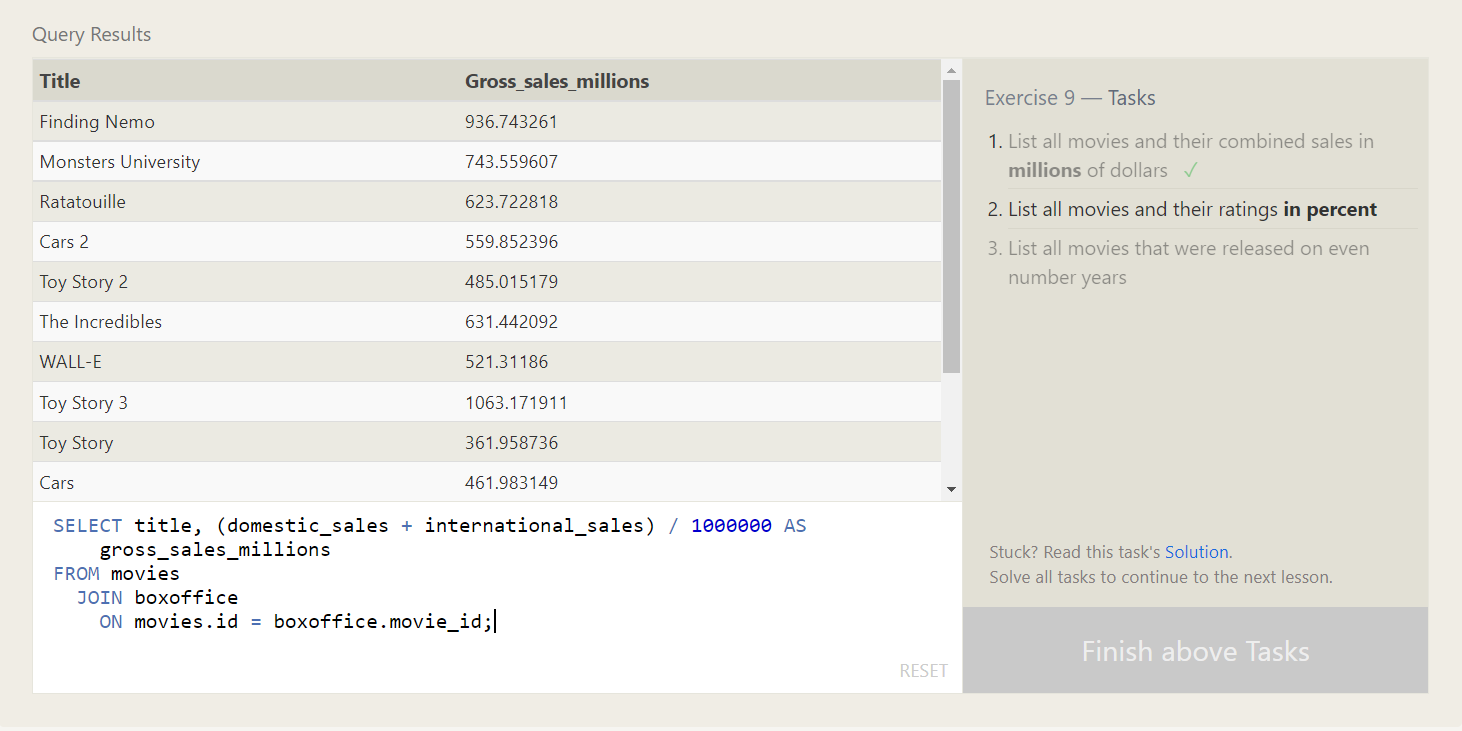 Query Results
Title Gross_sales_millions
Finding Nemo 936.743261
Monsters University 743.559607
Ratatouille 623.722818
Cars 2 559.852396
Toy Story 2 485.015179
The Incredibles 631.442092
WALL-E 521.31186
Toy Story 3 1063.171911
Toy Story 361.958736
Cars 461.983149
SELECT title, (domestic_sales + international_sales) / 1000000 AS
gross_sales_millions
FROM movies
JOIN boxoffice
ON movies.id = boxoffice.movie_id;
RESET
Exercise 9 — Tasks
1. List all movies and their combined sales in
millions of dollars ✓
2. List all movies and their ratings in percent
3. List all movies that were released on even
number years
Stuck? Read this task's Solution.
Solve all tasks to continue to the next lesson.
Finish above Tasks